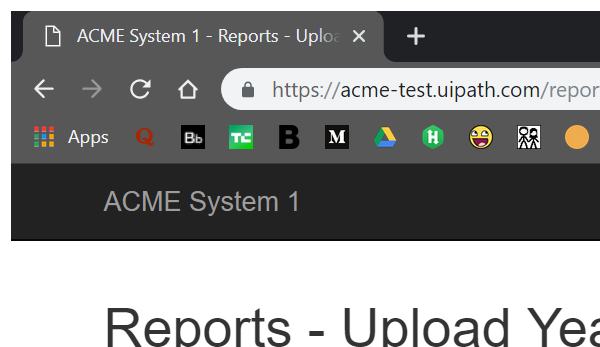 ACME System 1 - Reports - Uploa
https://acme-test.uipath.com/repor
Apps Q Bb TC B M
ACME System 1
Reports - Upload Yea